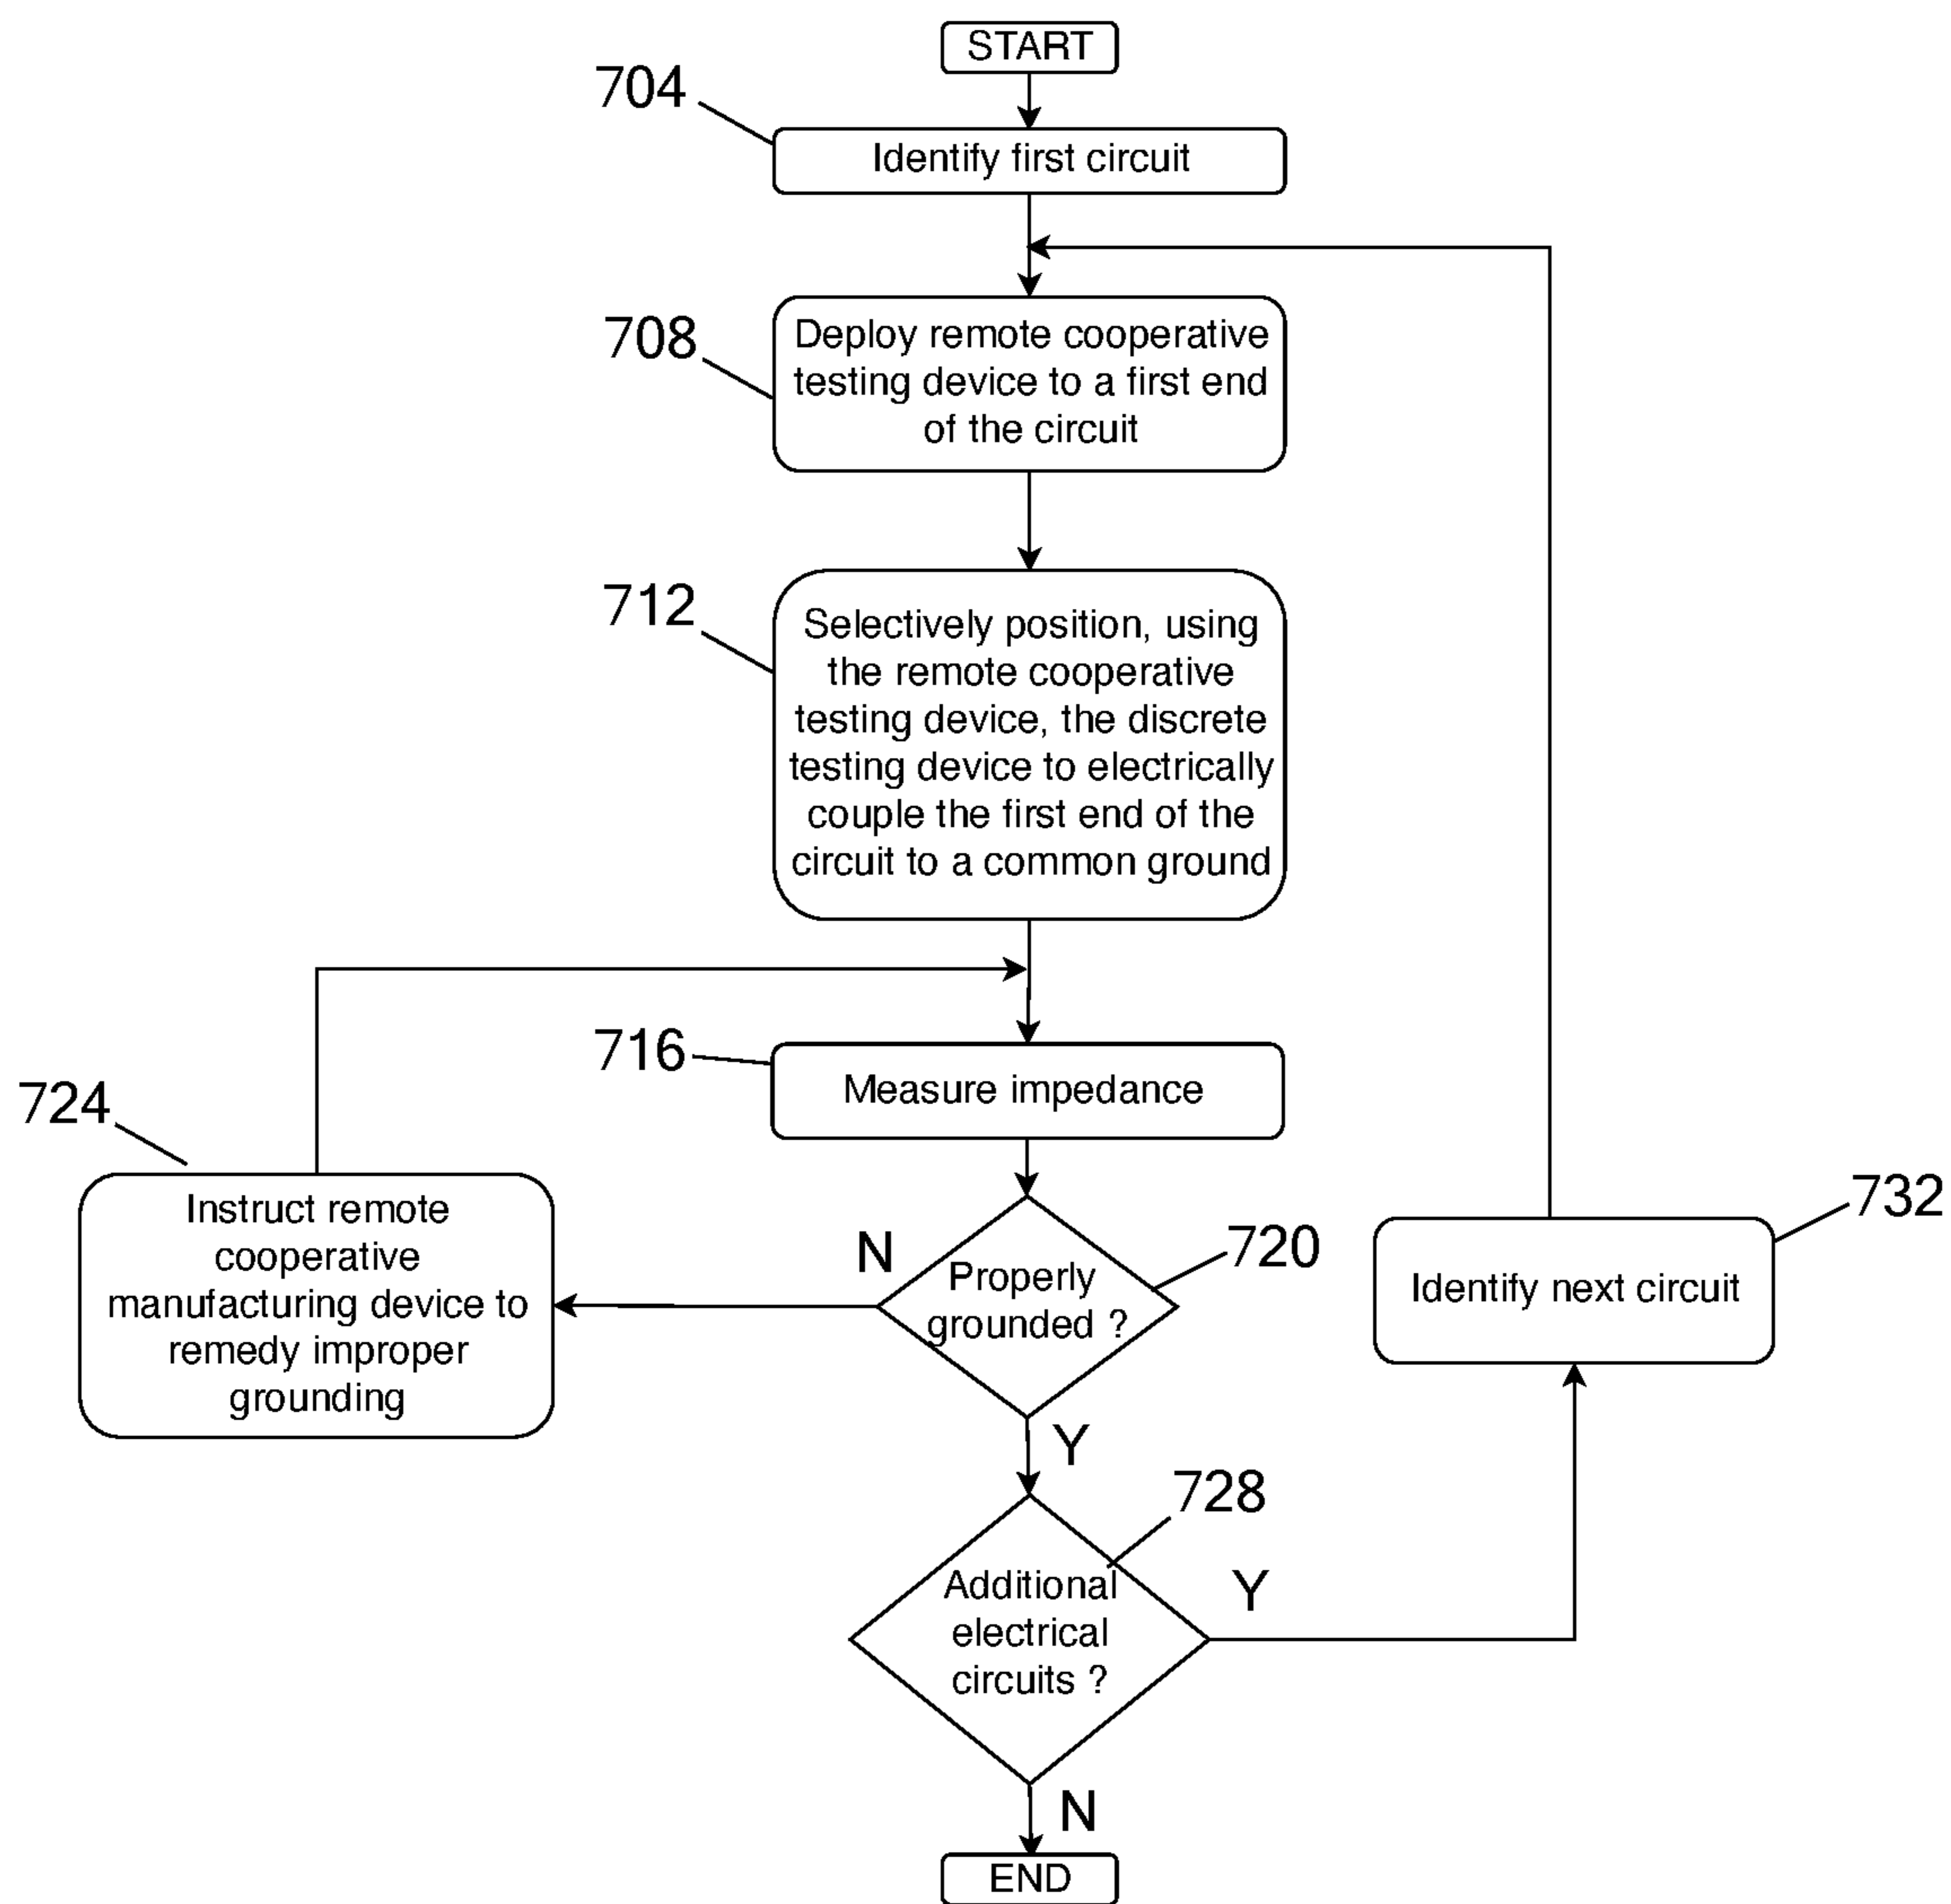 START
704
Identify first circuit
708
Deploy remote cooperative
testing device to a first end
of the circuit
712
Selectively position, using
the remote cooperative
testing device, the discrete
testing device to electrically
couple the first end of the
circuit to a common ground
716
Measure impedance
724
Instruct remote
cooperative
manufacturing device to
remedy improper
grounding
N
720
Properly
grounded ?
732
Identify next circuit
Y
728
Additional
electrical
circuits ?
Y
N
END